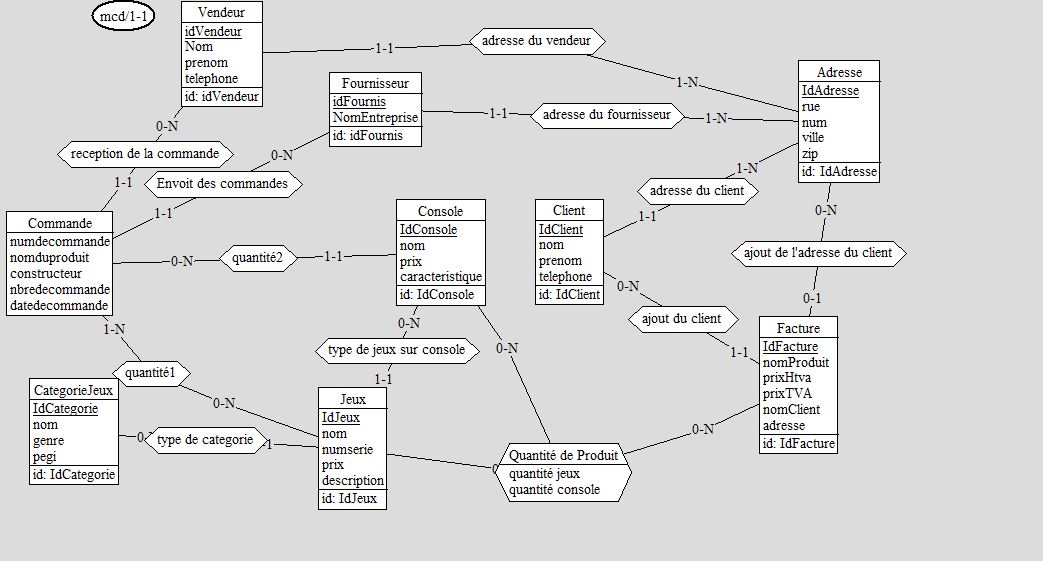 mcd/1-1
Vendeur
idVendeur
Nom
prenom
telephone
id: idVendeur
1-1
adresse du vendeur
1-N
Fournisseur
idFournis
NomEntreprise
id: idFournis
1-1
adresse du fournisseur
1-N
Adresse
IdAdresse
rue
num
ville
zip
id: IdAdresse
0-N
reception de la commande
1-1
0-N
Envoit des commandes
1-1
1-N
adresse du client
1-1
Commande
numdecommande
nomduproduit
constructeur
nbredecommande
datedecommande
0-N
quantité2
1-1
Console
IdConsole
nom
prix
caracteristique
id: IdConsole
Client
IdClient
nom
prenom
telephone
id: IdClient
0-N
ajout de l'adresse du client
0-1
0-N
ajout du client
1-1
Facture
IdFacture
nomProduit
prixHtva
prixTVA
nomClient
adresse
id: IdFacture
1-N
quantité1
0-N
0-N
type de jeux sur console
1-1
0-N
CategorieJeux
IdCategorie
nom
genre
pegi
id: IdCategorie
type de categorie
Jeux
IdJeux
nom
numserie
prix
description
id: IdJeux
0-N
Quantité de Produit
quantité jeux
quantité console